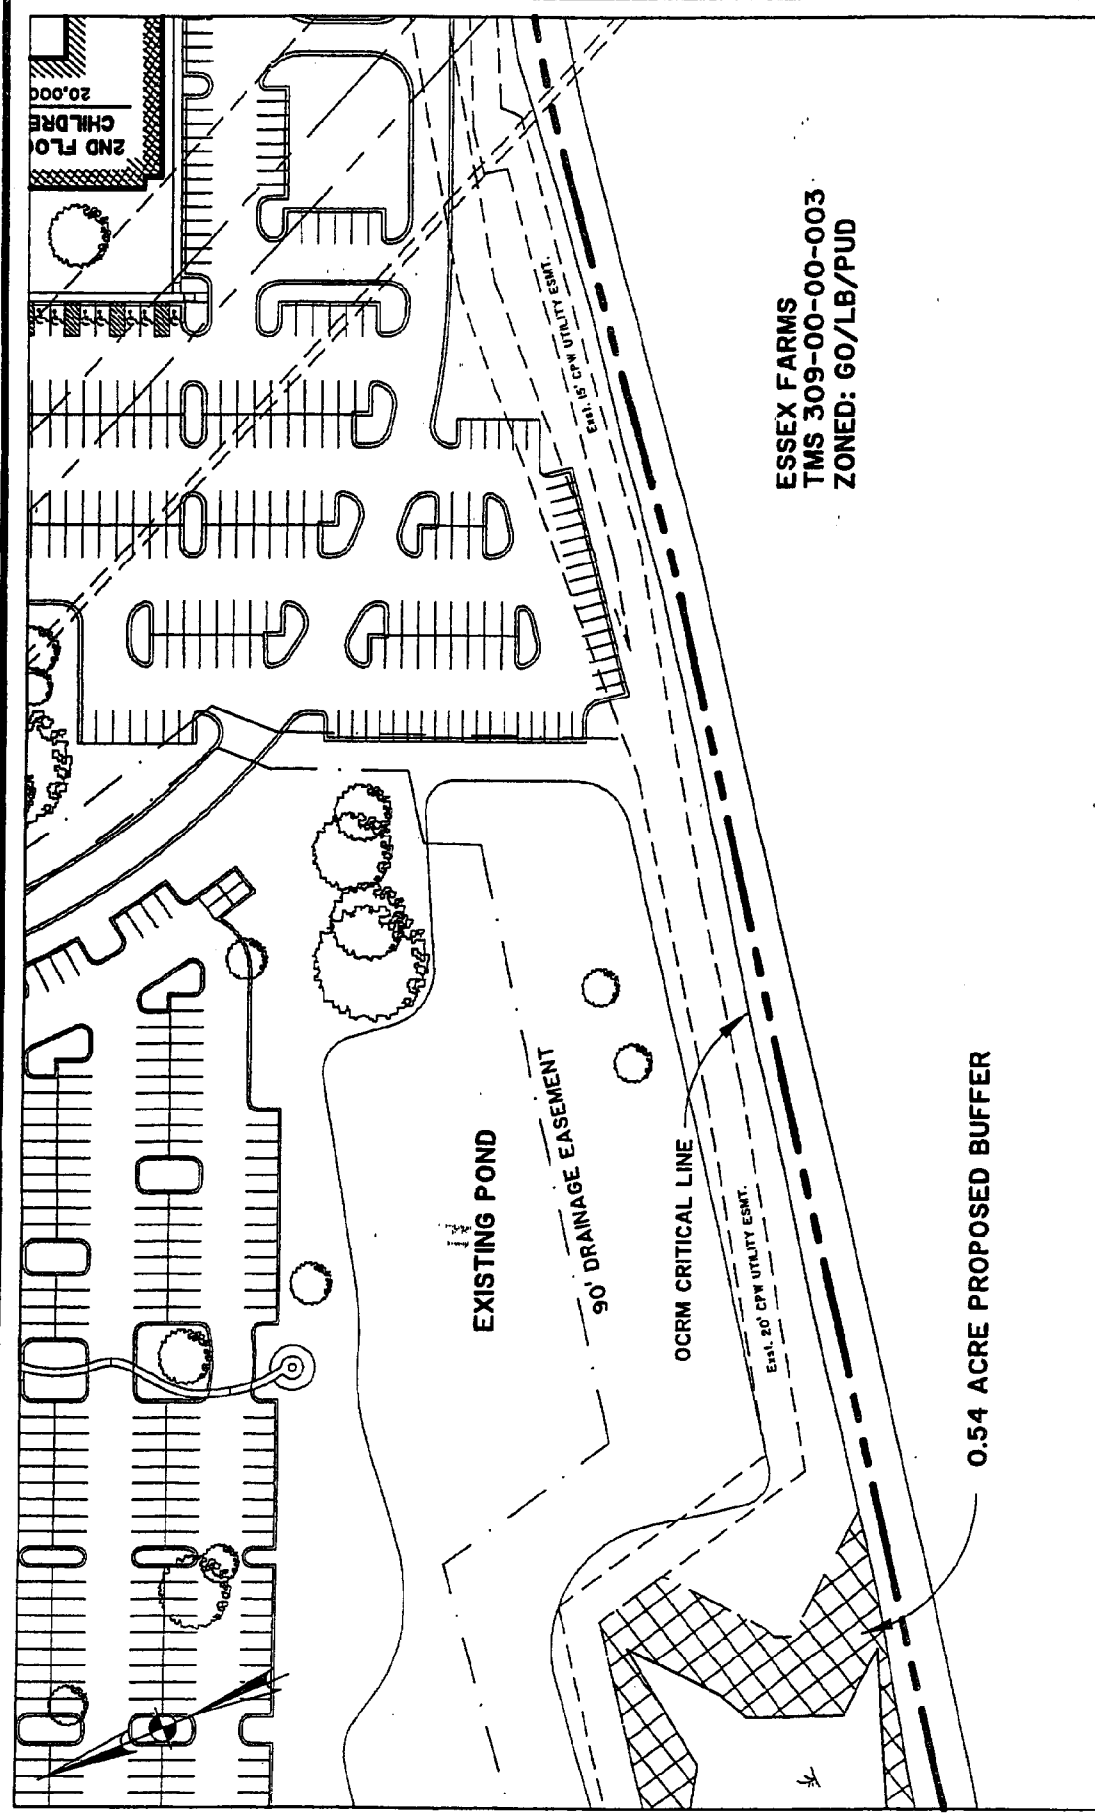 2ND FLO
CHILDRE
20,000
Exst. 15' CPW UTILITY ESMT.
ESSEX FARMS
TMS 309-00-00-003
ZONED: GO/LB/PUD
EXISTING POND
90' DRAINAGE EASEMENT
OCRM CRITICAL LINE
Exst. 20' CPW UTILITY ESMT.
0.54 ACRE PROPOSED BUFFER